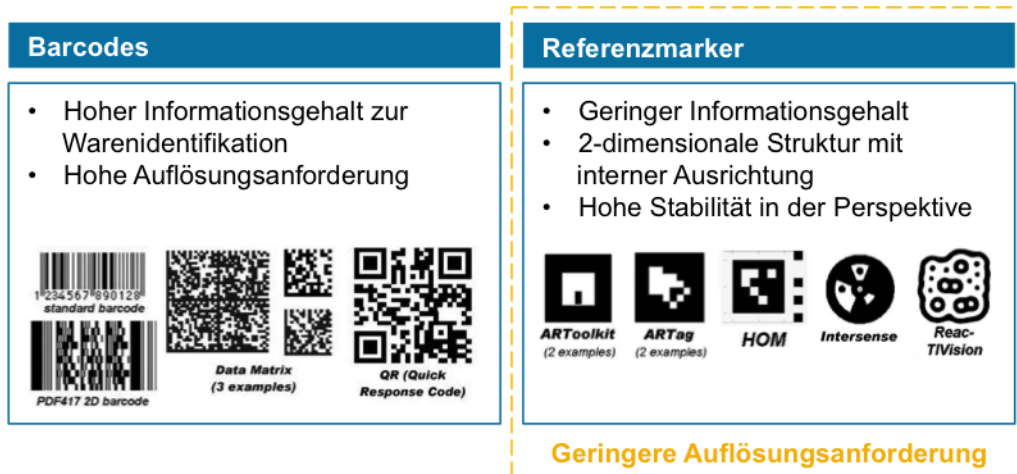 Barcodes
• Hoher Informationsgehalt zur
Warenidentifikation
• Hohe Auflösungsanforderung
1 234567 890128
standard barcode
PDF417 2D barcode
Data Matrix
(3 examples)
QR (Quick
Response Code)
Referenzmarker
• Geringer Informationsgehalt
• 2-dimensionale Struktur mit
interner Ausrichtung
• Hohe Stabilität in der Perspektive
ARToolkit
(2 examples)
ARTag
(2 examples)
HOM
Intersense
Reac-
TIVision
Geringere Auflösungsanforderung